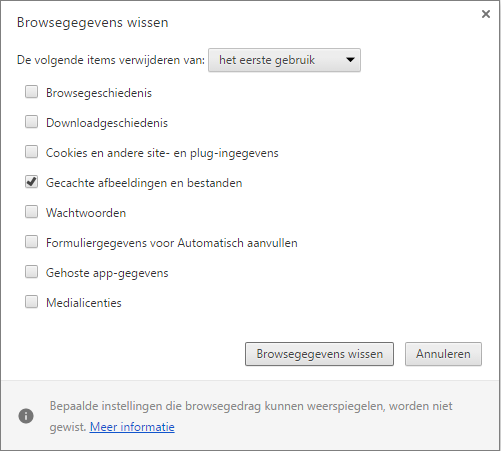 Browsegegevens wissen
De volgende items verwijderen van: het eerste gebruik
Browsegeschiedenis
Downloadgeschiedenis
Cookies en andere site- en plug-ingegevens
Gecachte afbeeldingen en bestanden
Wachtwoorden
Formuliergegevens voor Automatisch aanvullen
Gehoste app-gegevens
Medialicenties
Browsegegevens wissen Annuleren
Bepaalde instellingen die browsegedrag kunnen weerspiegelen, worden niet
gewist. Meer informatie